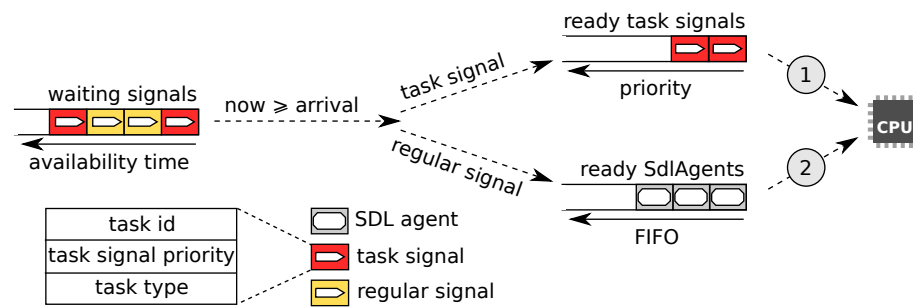 ready task signals
priority
1
waiting signals
now ⩾ arrival
availability time
task signal
regular signal
CPU
2
ready SdlAgents
FIFO
task id
task signal priority
task type
SDL agent
task signal
regular signal